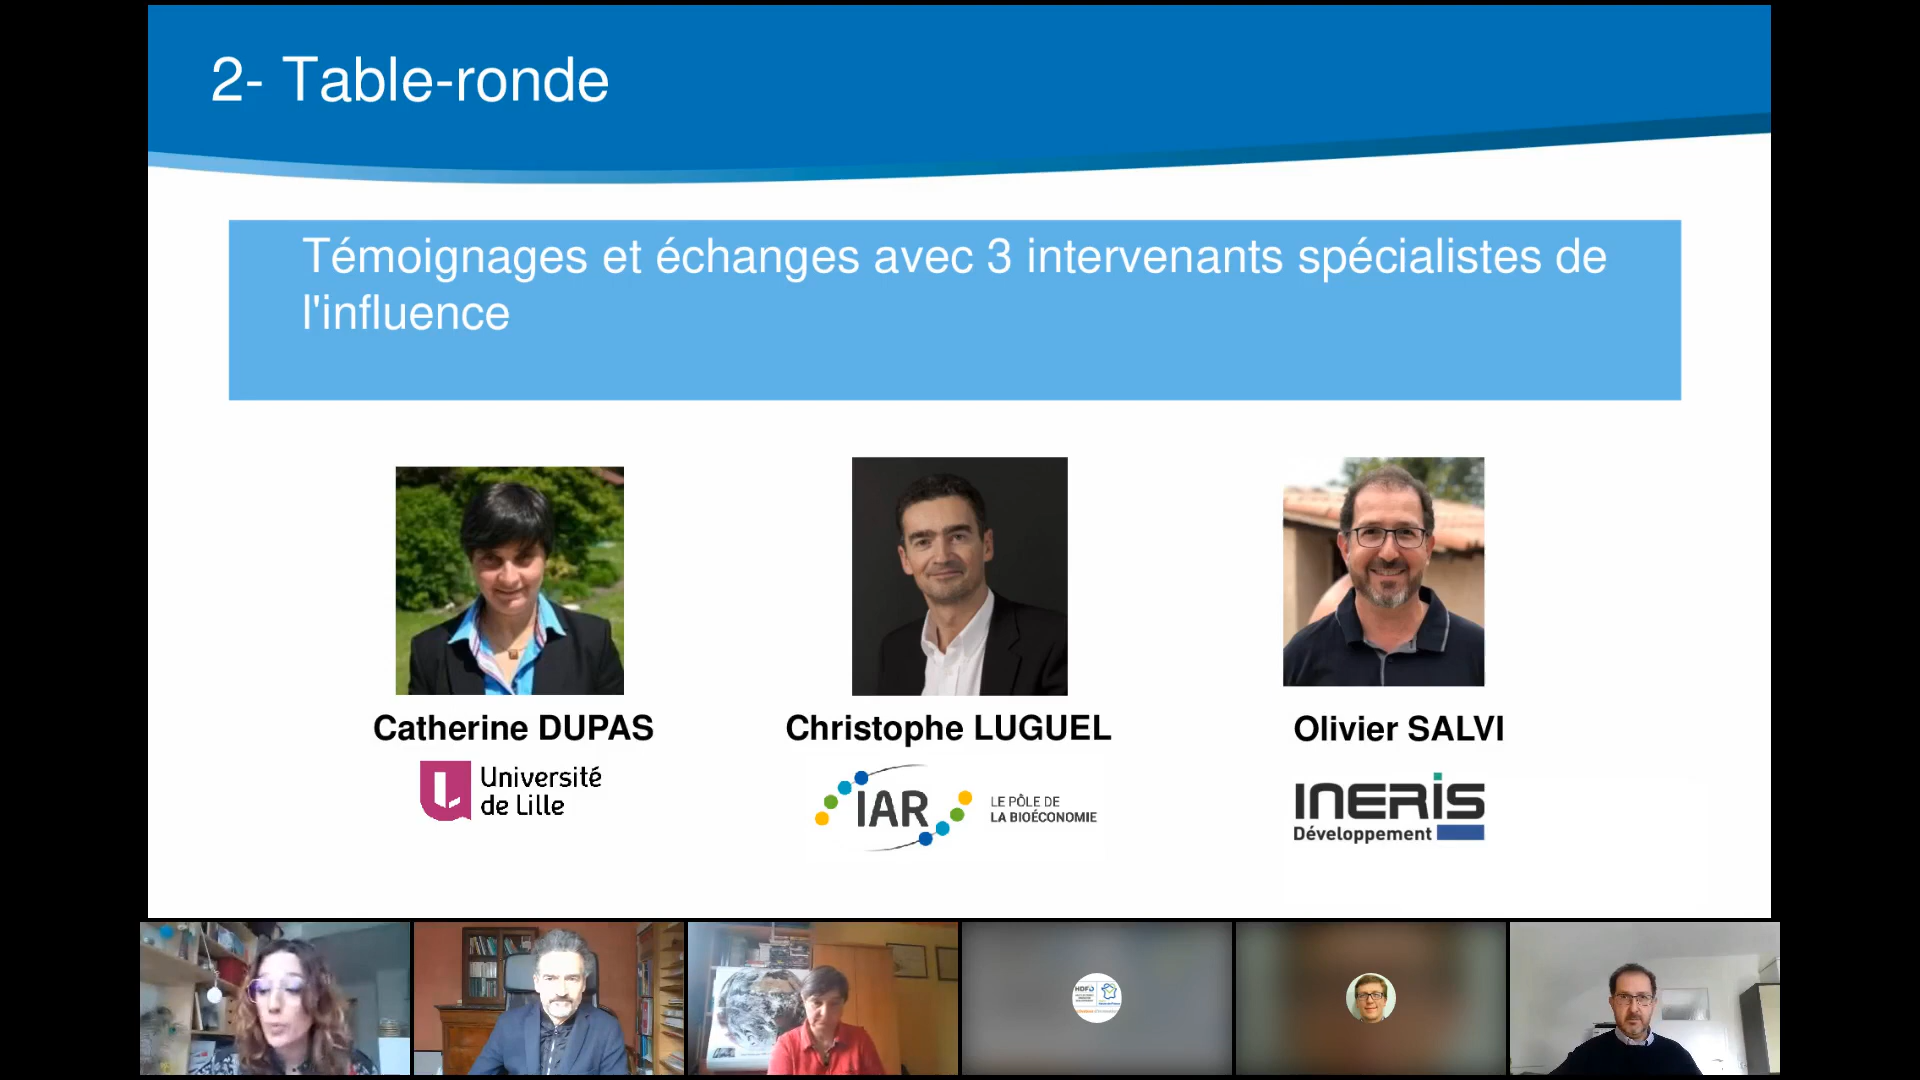 2- Table-ronde
Témoignages et échanges avec 3 intervenants spécialistes de
l'influence
Catherine DUPAS
Christophe LUGUEL
Olivier SALVI
Université
de Lille
IAR
LE PÔLE DE
LA BIOÉCONOMIE
INERIS
Développement